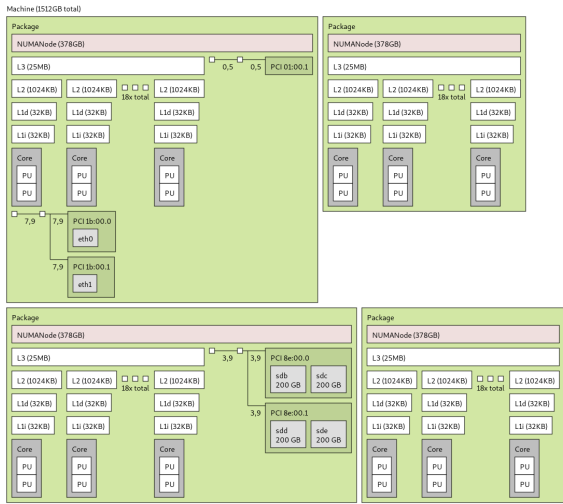 Machine (1512GB total)
Package
NUMANode (378GB)
L3 (25MB)
0,5 0,5 PCI 01:00.1
L2 (1024KB) L2 (1024KB) 18x total L2 (1024KB)
L1d (32KB) L1d (32KB) L1d (32KB)
L1i (32KB) L1i (32KB) L1i (32KB)
Core Core Core
PU PU PU
PU PU PU
7,9 7,9 PCI 1b:00.0
eth0
7,9 PCI 1b:00.1
eth1
Package
NUMANode (378GB)
L3 (25MB)
L2 (1024KB) L2 (1024KB) 18x total L2 (1024KB)
L1d (32KB) L1d (32KB) L1d (32KB)
L1i (32KB) L1i (32KB) L1i (32KB)
Core Core Core
PU PU PU
PU PU PU
Package
NUMANode (378GB)
L3 (25MB)
3,9 3,9 PCI 8e:00.0
sdb sdc
200 GB 200 GB
3,9 PCI 8e:00.1
sdd sde
200 GB 200 GB
L2 (1024KB) L2 (1024KB) 18x total L2 (1024KB)
L1d (32KB) L1d (32KB) L1d (32KB)
L1i (32KB) L1i (32KB) L1i (32KB)
Core Core Core
PU PU PU
PU PU PU
Package
NUMANode (378GB)
L3 (25MB)
L2 (1024KB) L2 (1024KB) 18x total L2 (1024KB)
L1d (32KB) L1d (32KB) L1d (32KB)
L1i (32KB) L1i (32KB) L1i (32KB)
Core Core Core
PU PU PU
PU PU PU